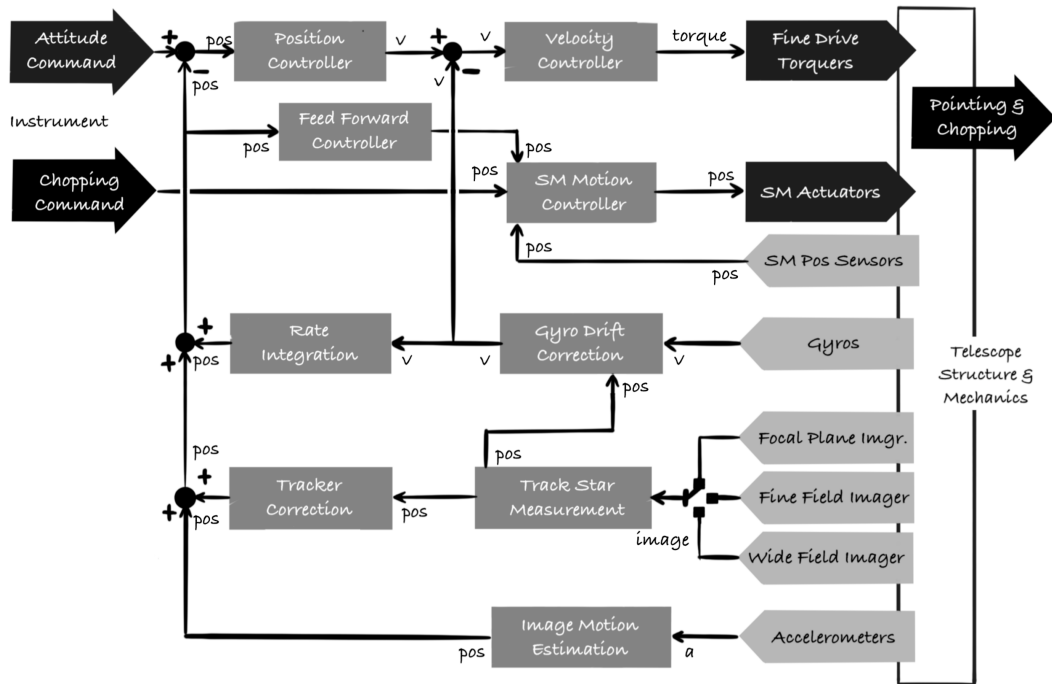 Attitude
Command
+
pos
Position
Controller
v
+
v
Velocity
Controller
torque
Fine Drive
Torquers
-
pos
-
v
Pointing &
Chopping
Instrument
pos
Feed Forward
Controller
pos
Chopping
Command
pos
SM Motion
Controller
pos
SM Actuators
pos
pos
SM Pos Sensors
+
pos
+
Rate
Integration
v
v
Gyro Drift
Correction
v
Gyros
Telescope
Structure &
Mechanics
pos
pos
pos
Focal Plane Imgr.
+
pos
+
Tracker
Correction
pos
Track Star
Measurement
image
Fine Field Imager
Wide Field Imager
pos
Image Motion
Estimation
a
Accelerometers